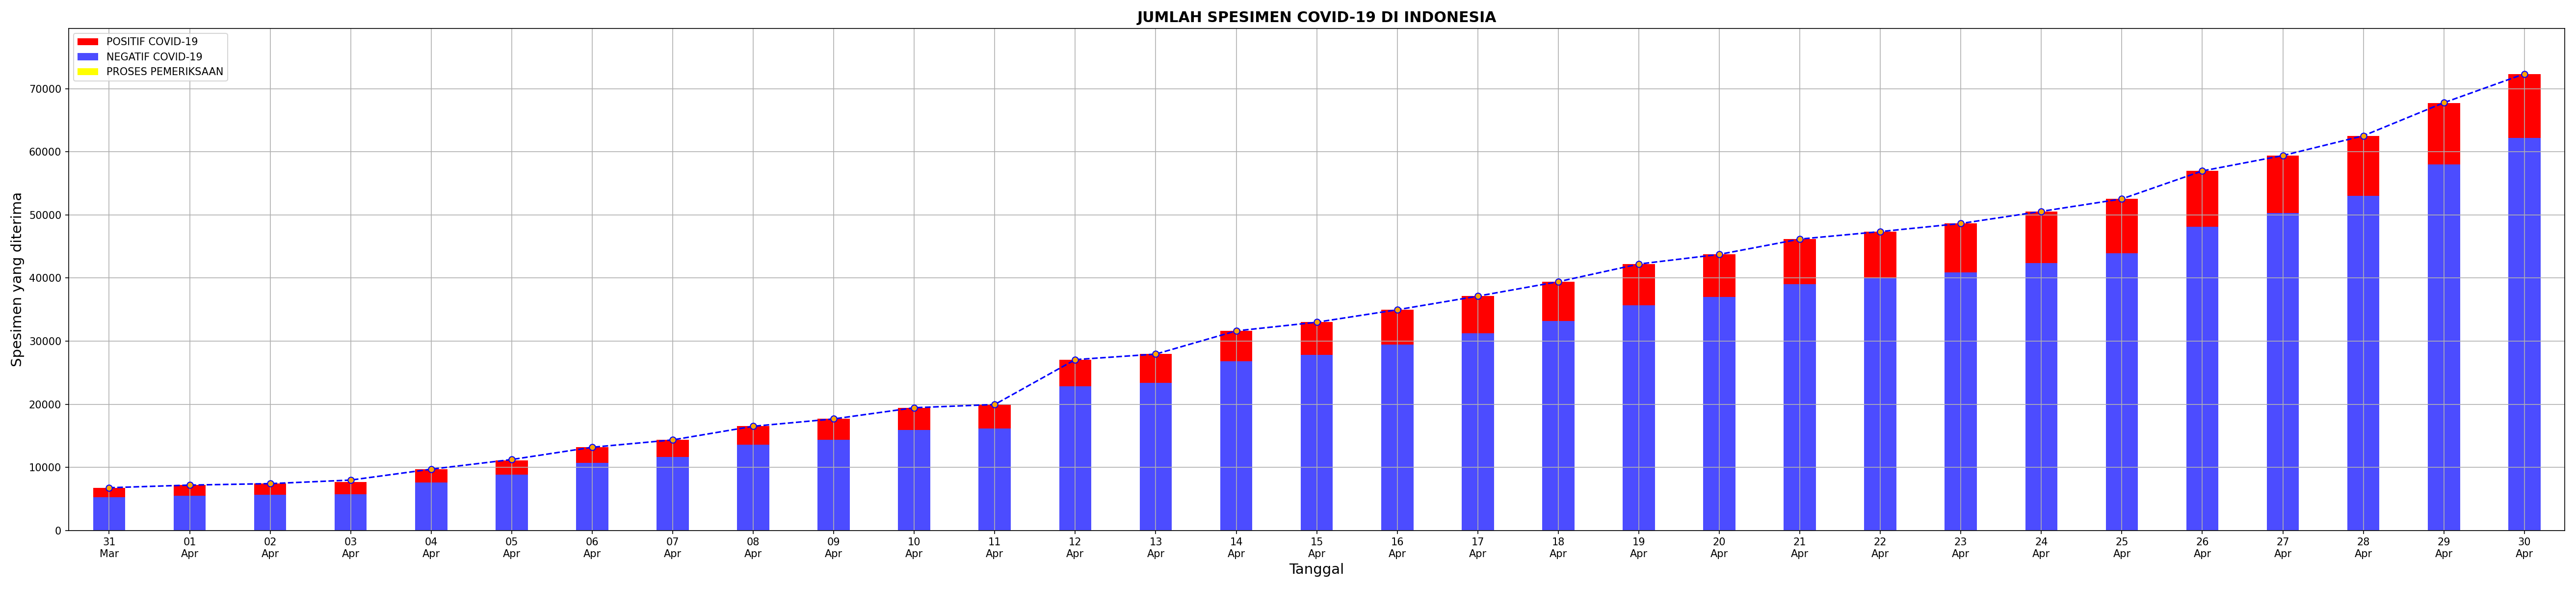 JUMLAH SPESIMEN COVID-19 DI INDONESIA
POSITIF COVID-19
NEGATIF COVID-19
PROSES PEMERIKSAAN
Spesimen yang diterima
70000
60000
50000
40000
30000
20000
10000
0
31 01 02 03 04 05 06 07 08 09 10 11 12 13 14 15 16 17 18 19 20 21 22 23 24 25 26 27 28 29 30
Mar Apr Apr Apr Apr Apr Apr Apr Apr Apr Apr Apr Apr Apr Apr Apr Apr Apr Apr Apr Apr Apr Apr Apr Apr Apr Apr Apr Apr Apr Apr
Tanggal